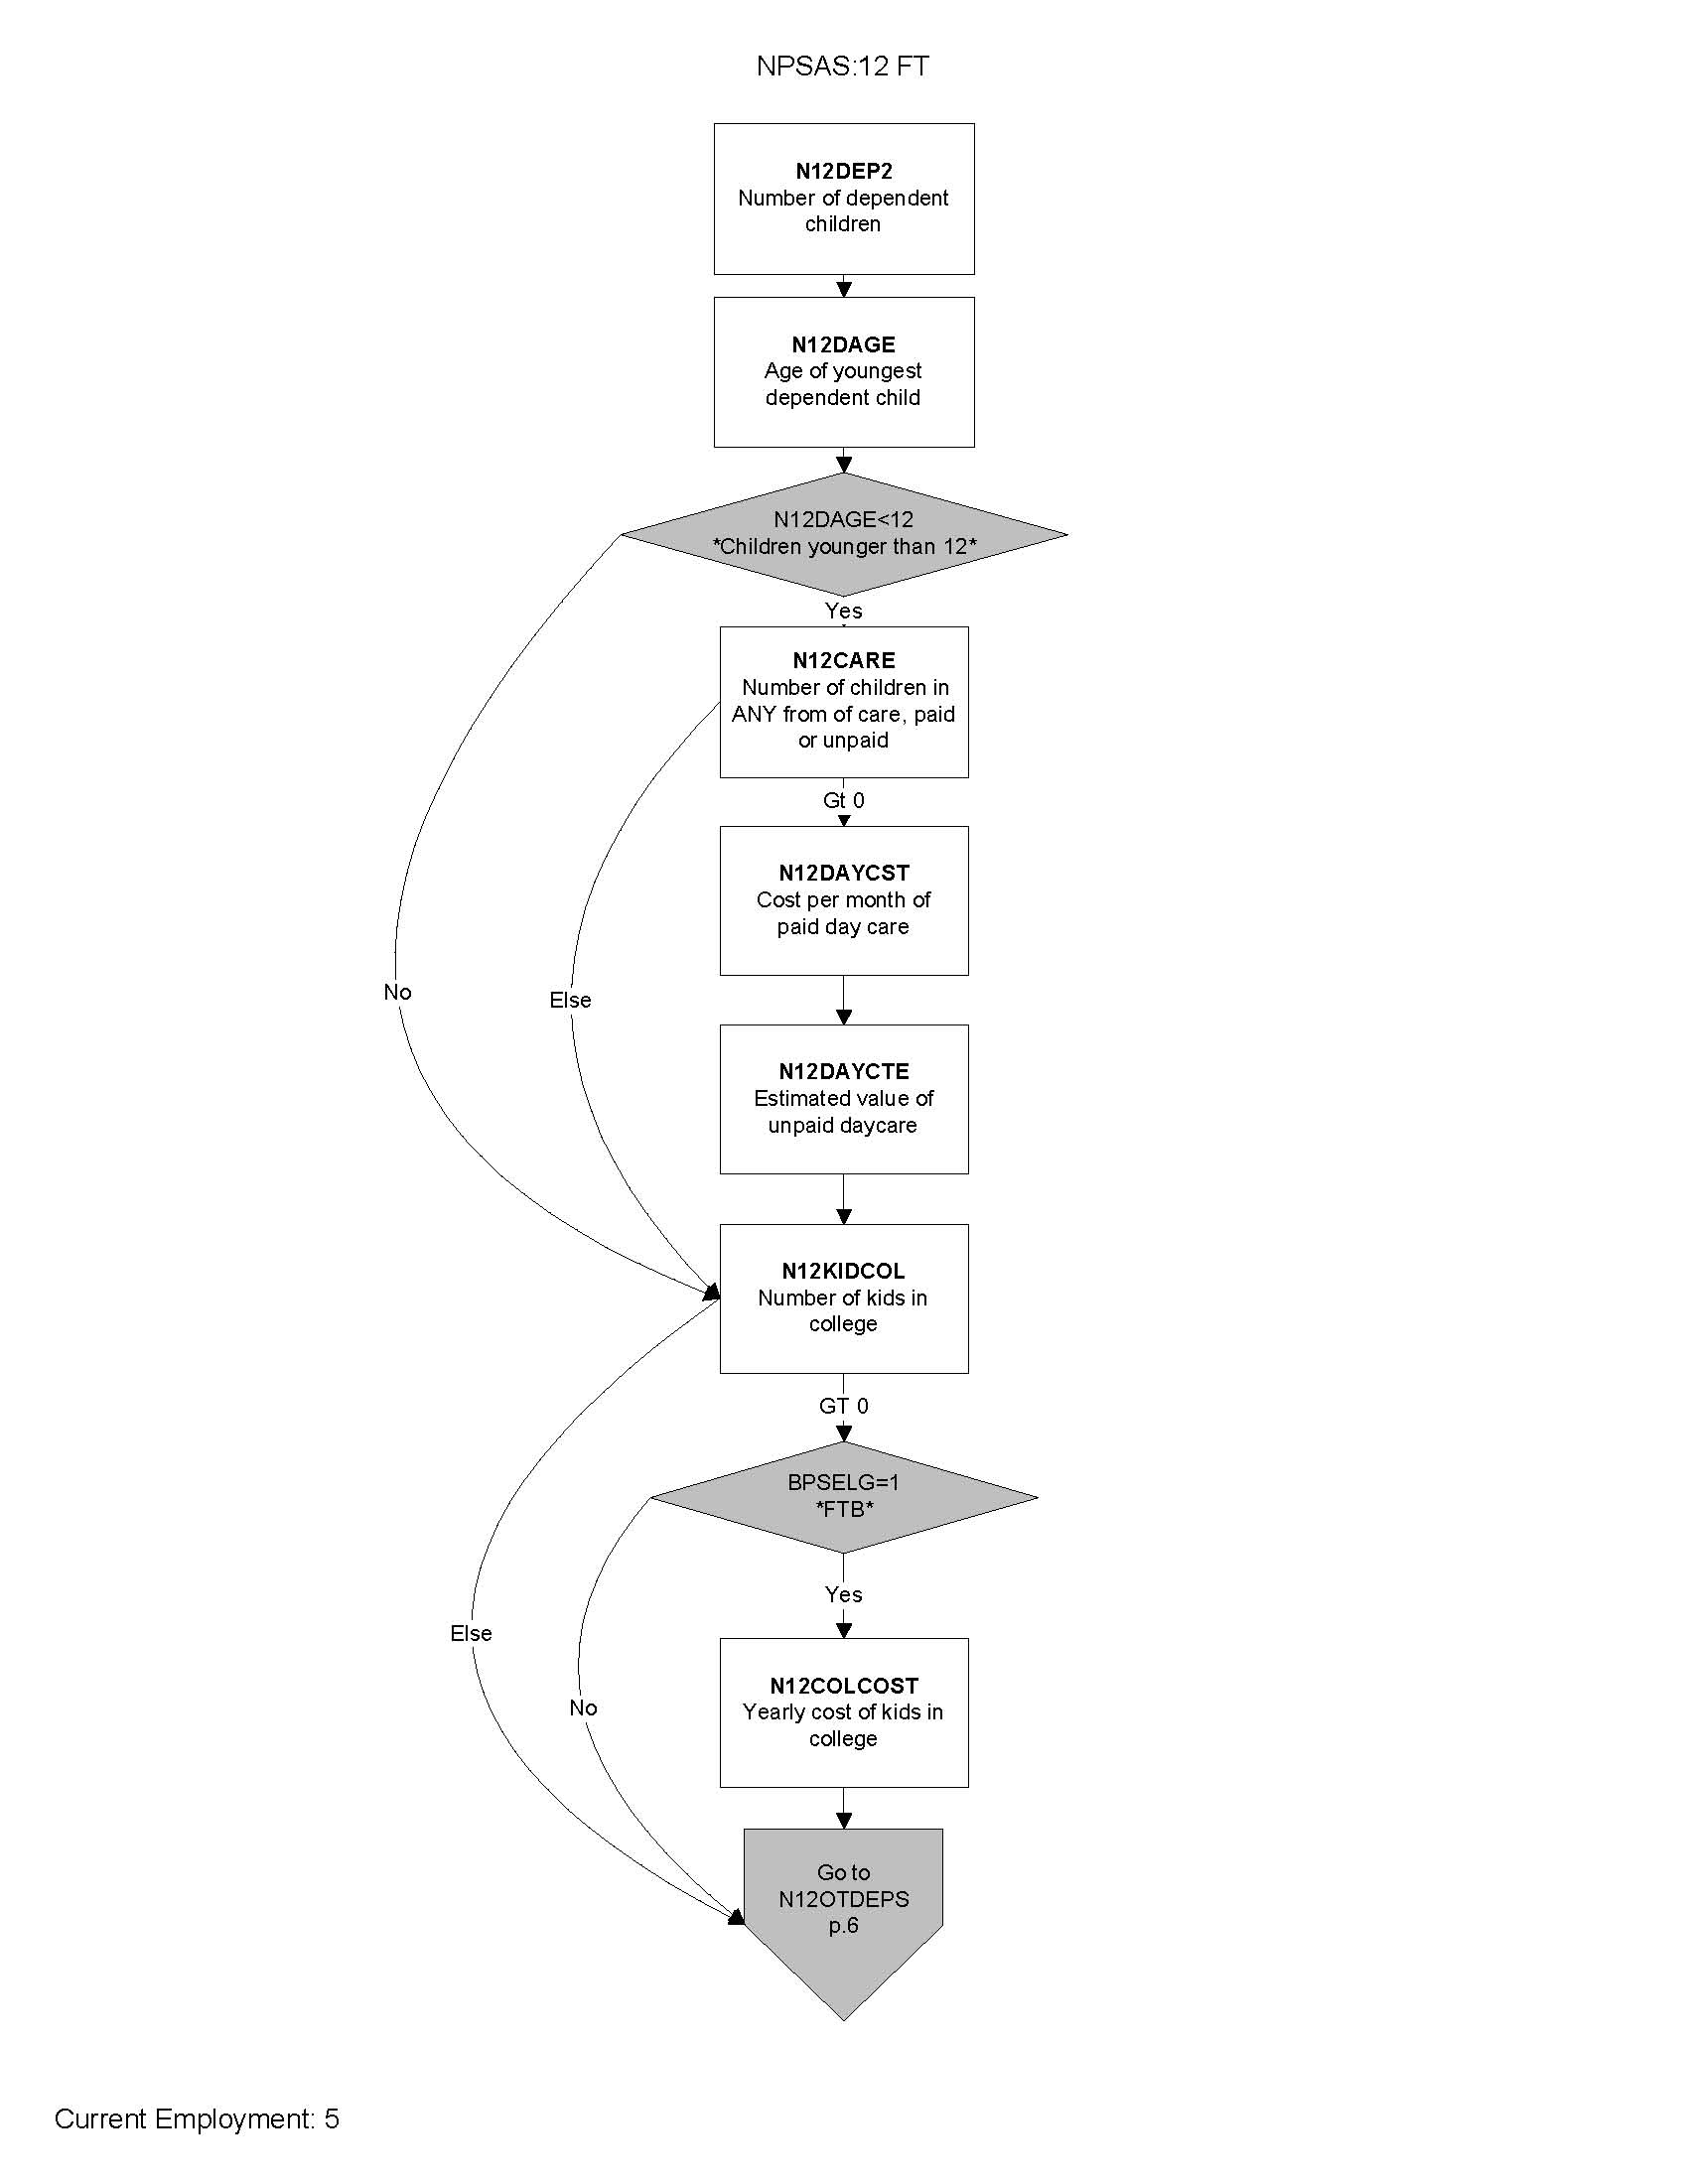 NPSAS:12 FT
N12DEP2
Number of dependent
children
N12DAGE
Age of youngest
dependent child
N12DAGE<12
*Children younger than 12*
Yes
N12CARE
Number of children in
ANY from of care, paid
or unpaid
Gt 0
N12DAYCST
Cost per month of
paid day care
No
Else
N12DAYCTE
Estimated value of
unpaid daycare
N12KIDCOL
Number of kids in
college
GT 0
BPSELG=1
*FTB*
Yes
Else
N12COLCOST
Yearly cost of kids in
college
No
Go to
N12OTDEPS
p.6
Current Employment: 5